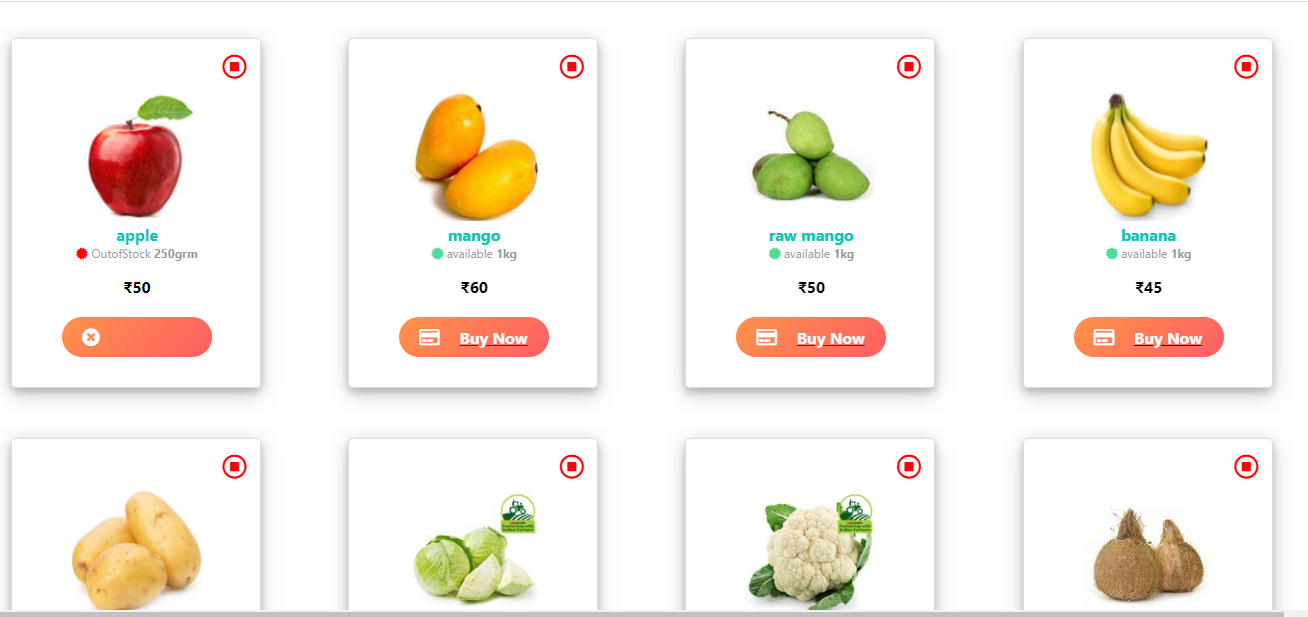 apple
OutofStock 250grm
₹50
mango
available 1kg
₹60
Buy Now
raw mango
available 1kg
₹50
Buy Now
banana
available 1kg
₹45
Buy Now